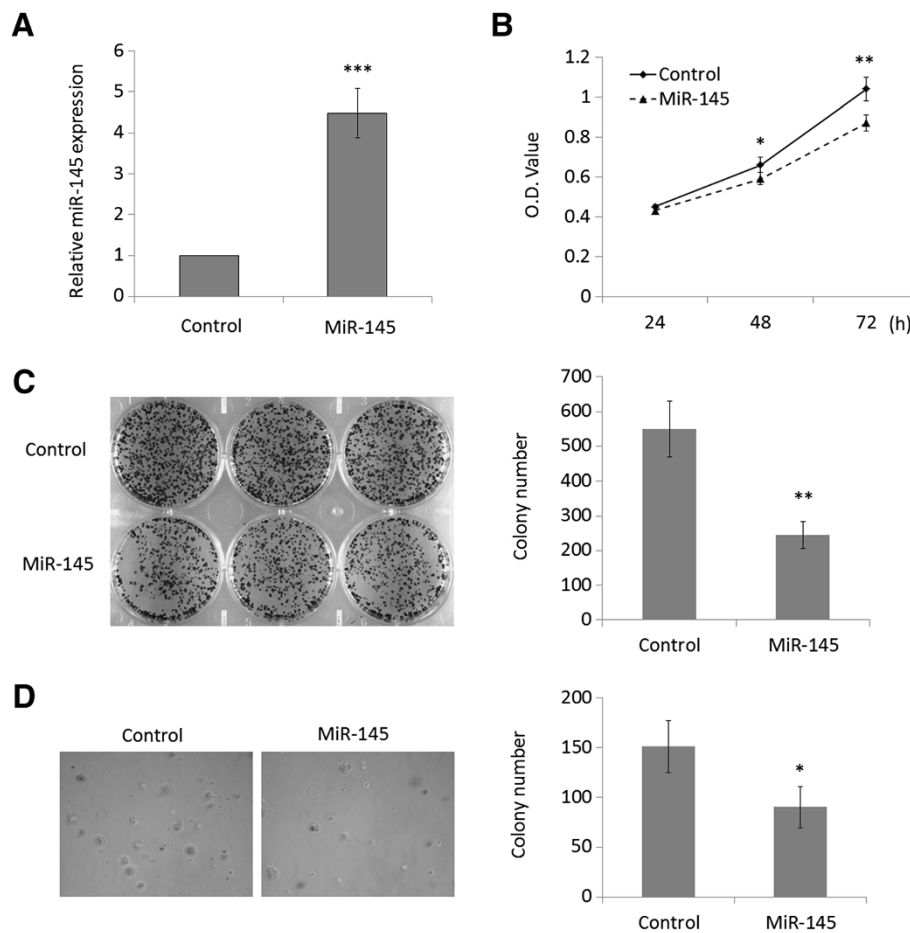 A
Relative miR-145 expression
6
5
4
3
2
1
0
***
Control
MiR-145
B
O.D. Value
1.2
1
0.8
0.6
0.4
0.2
0
Control
MiR-145
*
**
24
48
72
(h)
C
Control
MiR-145
Colony number
700
600
500
400
300
200
100
0
**
Control
MiR-145
D
Control
MiR-145
Colony number
200
150
100
50
0
*
Control
MiR-145